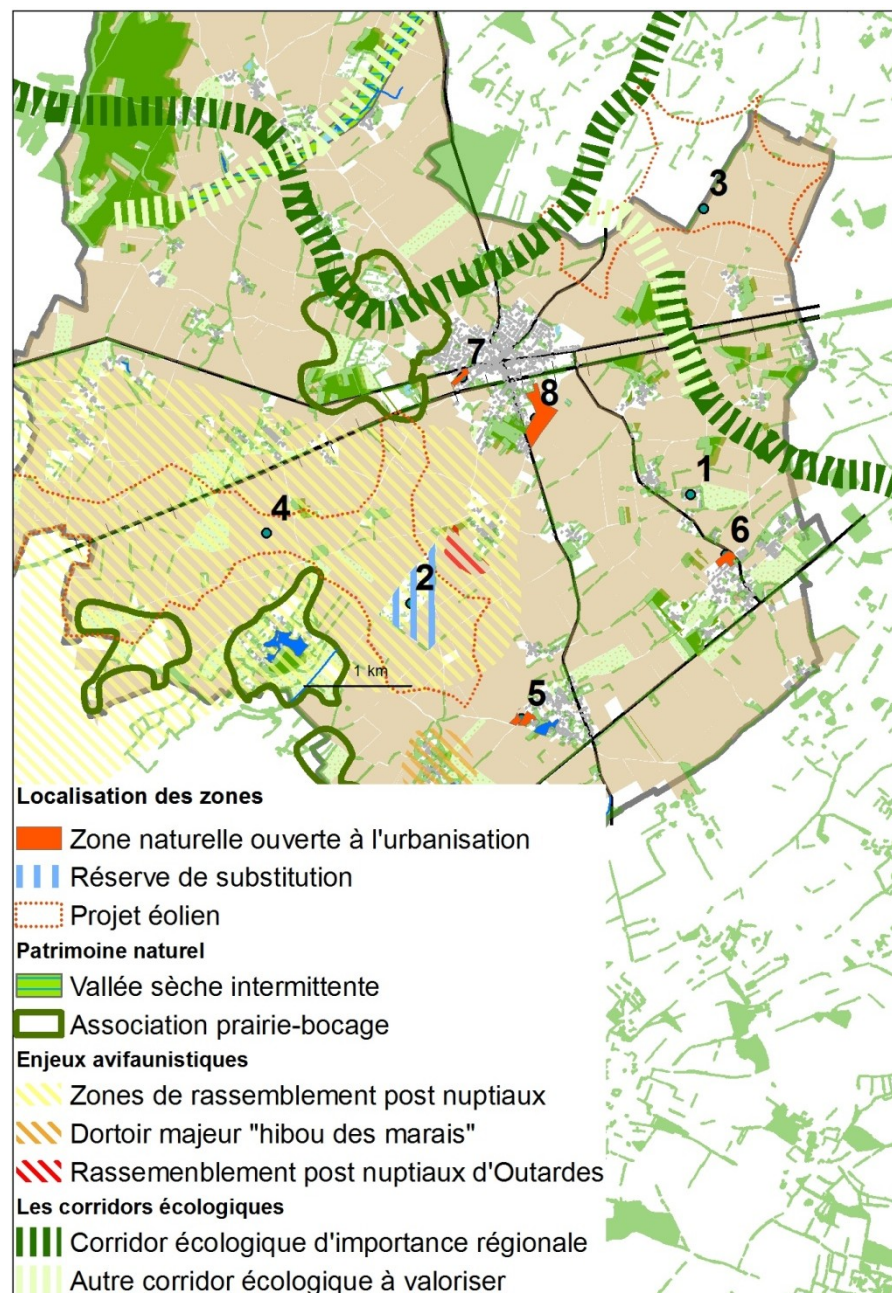 3
7
8
1
4
6
2
1 km
5
Localisation des zones
Zone naturelle ouverte à l'urbanisation
Réserve de substitution
Projet éolien
Patrimoine naturel
Vallée sèche intermittente
Association prairie-bocage
Enjeux avifaunistiques
Zones de rassemblement post nuptiaux
Dortoir majeur "hibou des marais"
Rassemenblement post nuptiaux d'Outardes
Les corridors écologiques
Corridor écologique d'importance régionale
Autre corridor écologique à valoriser